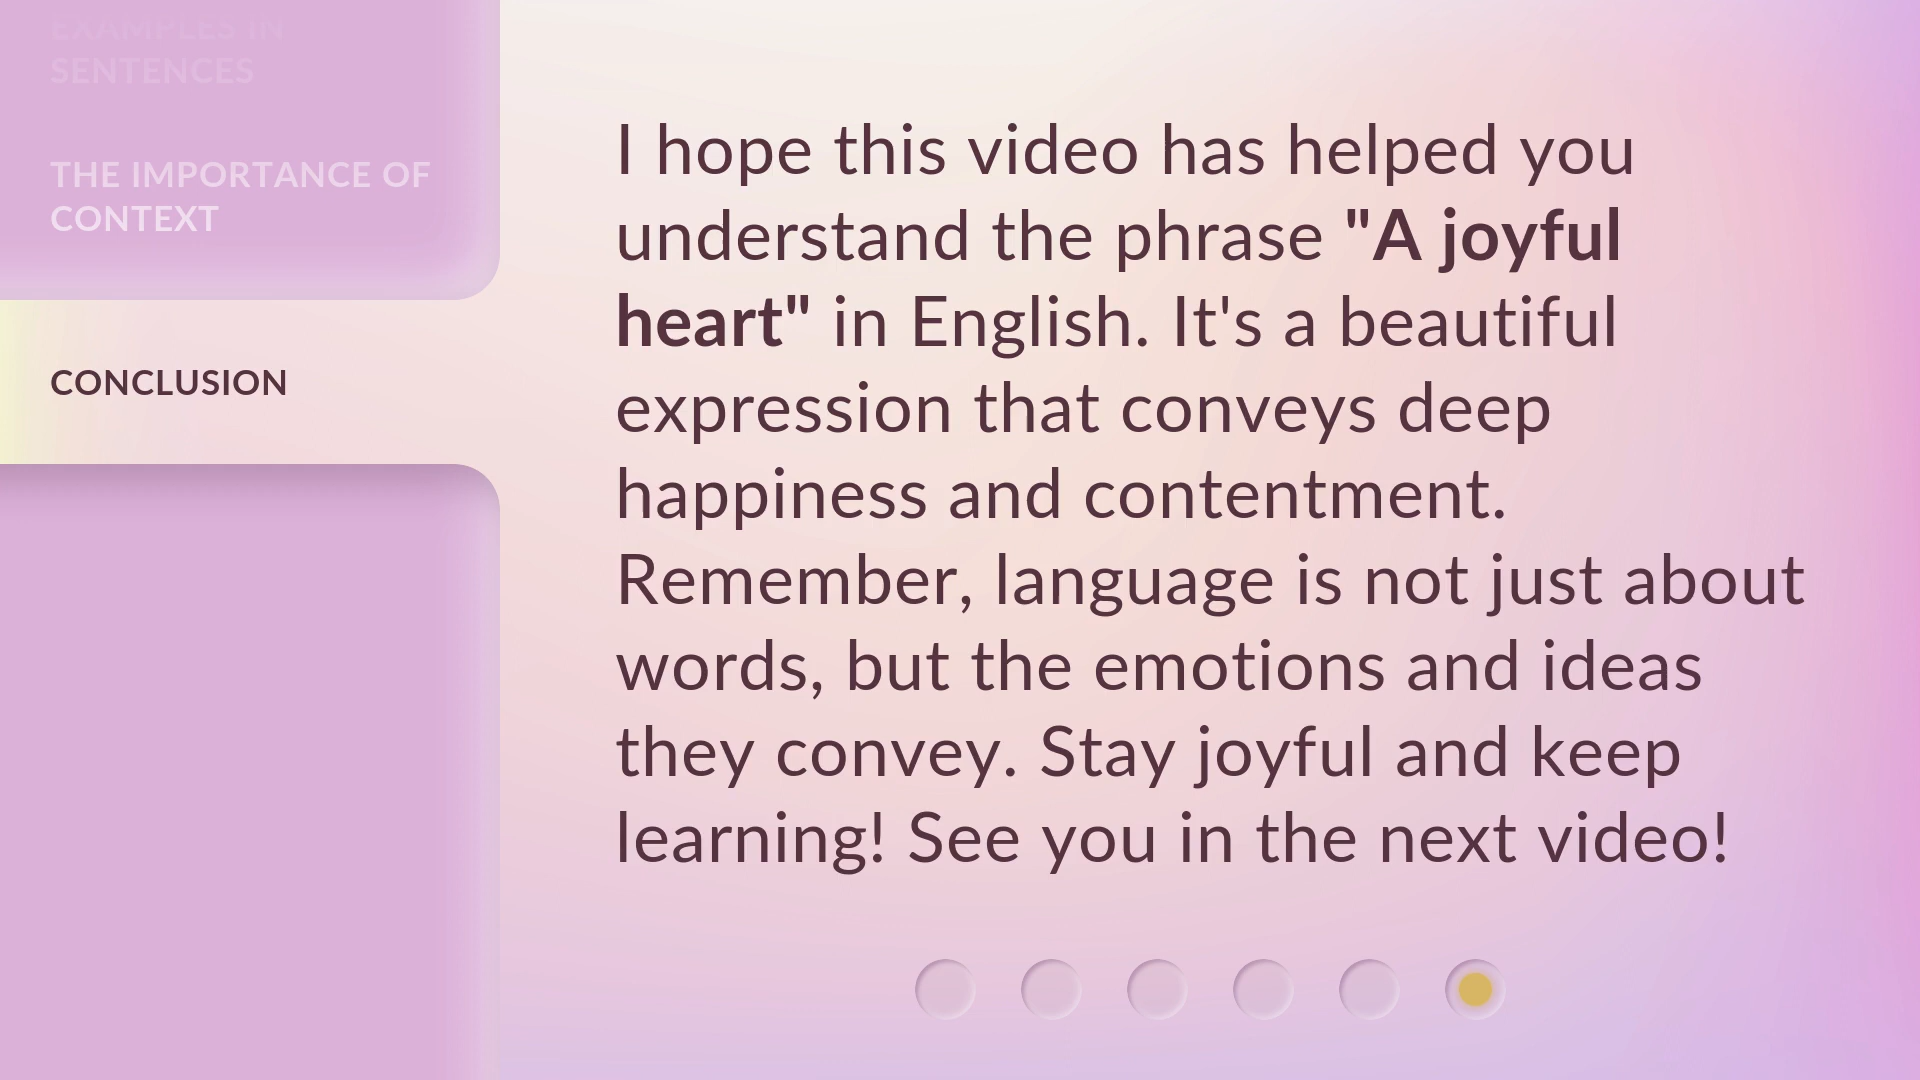 EXAMPLES IN
SENTENCES
THE IMPORTANCE OF
CONTEXT
CONCLUSION
I hope this video has helped you
understand the phrase "A joyful
heart" in English. It's a beautiful
expression that conveys deep
happiness and contentment.
Remember, language is not just about
words, but the emotions and ideas
they convey. Stay joyful and keep
learning! See you in the next video!